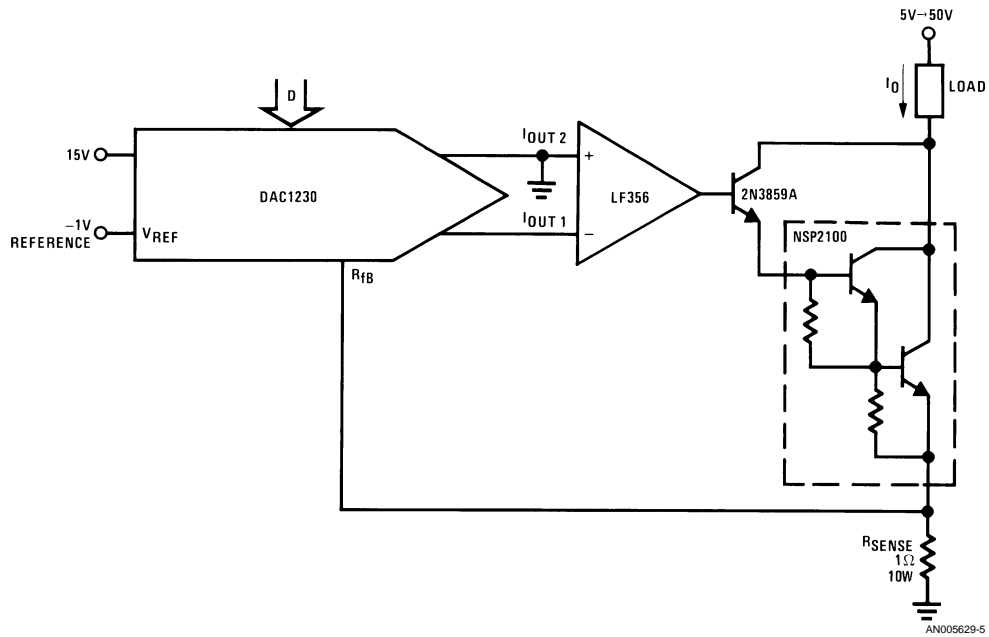 5V→50V
I0
LOAD
D
15V
DAC1230
IOUT 2
+
LF356
2N3859A
−1V
REFERENCE
VREF
IOUT 1
−
NSP2100
RfB
RSENSE
1Ω
10W
AN005629-5